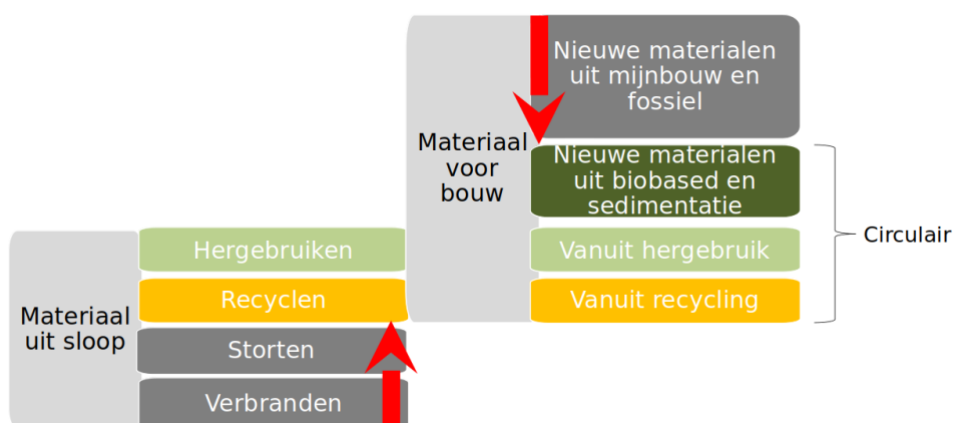 Nieuwe materialen
uit mijnbouw en
fossiel
Materiaal
voor
bouw
Nieuwe materialen
uit biobased en
sedimentatie
Circulair
Hergebruiken
Vanuit hergebruik
Materiaal
uit sloop
Recyclen
Vanuit recycling
Storten
Verbranden